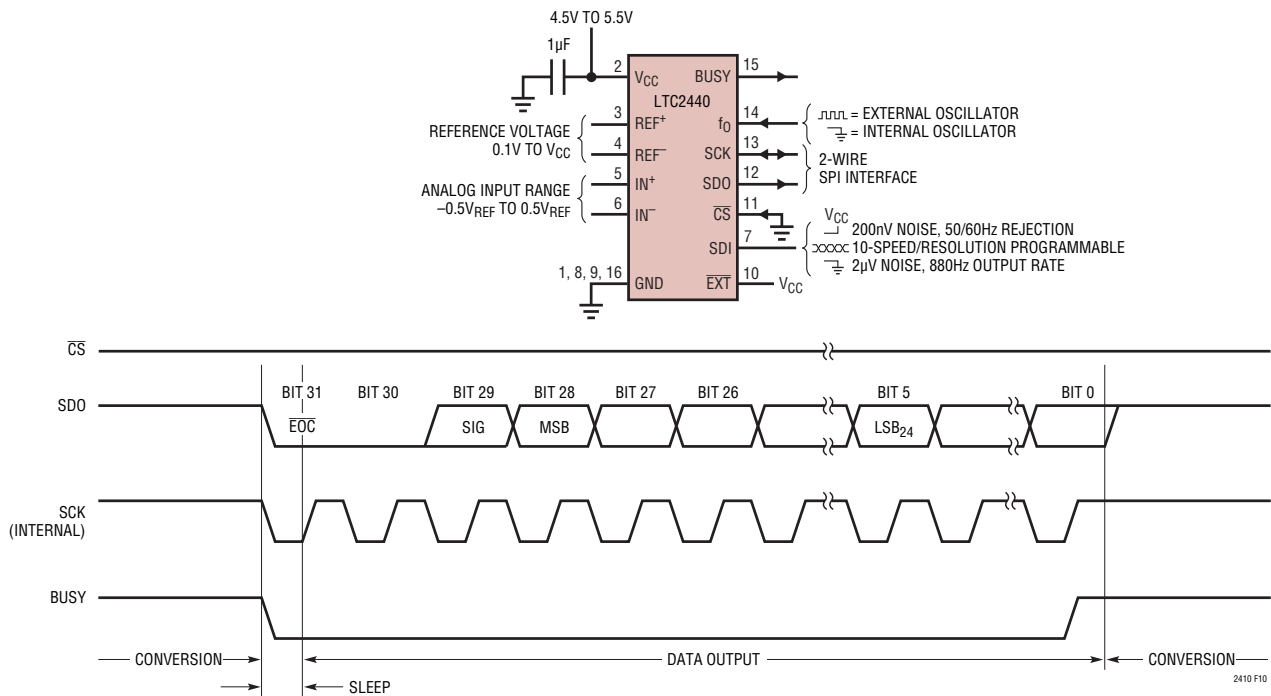 4.5V TO 5.5V
1µF
2
VCC
BUSY
15
LTC2440
REFERENCE VOLTAGE
0.1V TO VCC
3
REF+
4
REF–
fO
14
= EXTERNAL OSCILLATOR
= INTERNAL OSCILLATOR
SCK
13
SDO
12
2-WIRE
SPI INTERFACE
ANALOG INPUT RANGE
–0.5VREF TO 0.5VREF
5
IN+
6
IN–
CS
11
SDI
7
VCC
200nV NOISE, 50/60Hz REJECTION
10-SPEED/RESOLUTION PROGRAMMABLE
2µV NOISE, 880Hz OUTPUT RATE
1, 8, 9, 16
GND
EXT
10
VCC
CS
SDO
BIT 31
BIT 30
BIT 29
BIT 28
BIT 27
BIT 26
BIT 5
BIT 0
EOC
SIG
MSB
LSB24
SCK
(INTERNAL)
BUSY
CONVERSION
DATA OUTPUT
CONVERSION
SLEEP
2410 F10